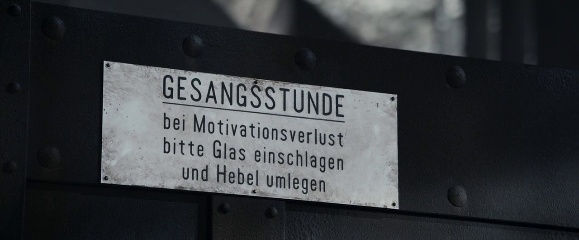 GESANGSSTUNDE
bei Motivationsverlust
bitte Glas einschlagen
und Hebel umlegen